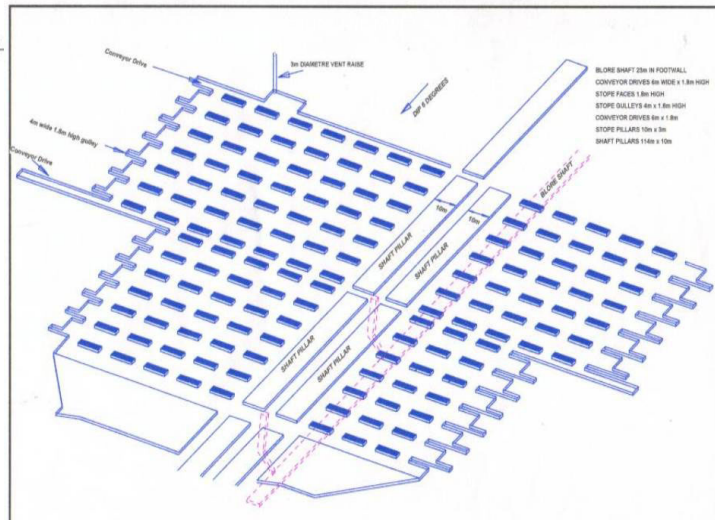 Conveyor Drive
3m DIAMETRE VENT RAISE
DIP 8 DEGREES
BLORE SHAFT 25m IN FOOTWALL
CONVEYOR DRIVES 6m WIDE x 1.8m HIGH
STOPE FACES 1.8m HIGH
STOPE GULLEYS 4m x 1.8m HIGH
CONVEYOR DRIVES 6m x 1.8m
STOPE PILLARS 10m x 3m
SHAFT PILLARS 114m x 10m
4m wide 1.8m high gulley
Conveyor Drive
BLORE SHAFT
10m
10m
SHAFT PILLAR
SHAFT PILLAR
SHAFT PILLAR
SHAFT PILLAR